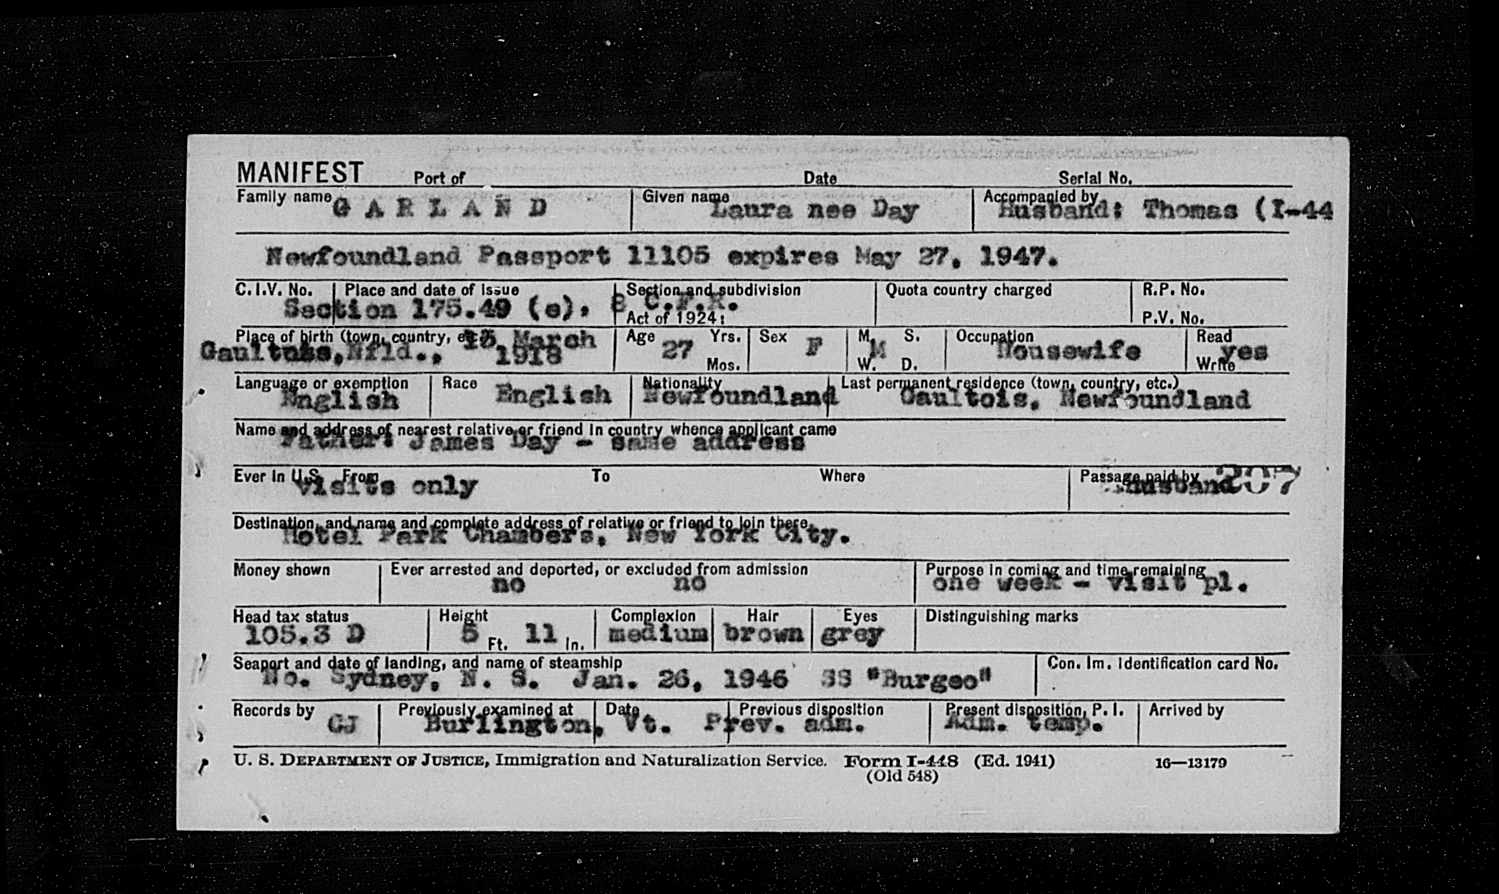 MANIFEST Port of Date Serial No.
Family name GARLAND Given name Laura nee Day Accompanied by Husband: Thomas (I-44
Newfoundland Passport 11105 expires May 27, 1947.
C.I.V. No. Place and date of issue Section and subdivision Quota country charged R.P. No.
Section 175.49 (e), 8 C.F.R.
Act of 1924: P.V. No.
Place of birth (town, country, etc.) 15 March Age 27 Yrs. Sex F M. S. Occupation Housewife Read yes
Gaultois, Nfld., 1918 Mos. M W. D. Write
Language or exemption English Race English Nationality Newfoundland Last permanent residence (town, country, etc.) Gaultois, Newfoundland
Name and address of nearest relative or friend in country whence applicant came
Father: James Day - same address
Ever in U.S. From To Where Passage paid by 207
visits only husband
Destination, and name and complete address of relative or friend to join there
Hotel Park Chambers, New York City.
Money shown Ever arrested and deported, or excluded from admission Purpose in coming and time remaining
no no one week - visit pl.
Head tax status Height Complexion Hair Eyes Distinguishing marks
105.3 D 5 Ft. 11 In. medium brown grey
Seaport and date of landing, and name of steamship Con. Im. Identification card No.
No. Sydney, N. S. Jan. 26, 1946 SS "Burgeo"
Records by Previously examined at Date Previous disposition Present disposition, P. I. Arrived by
GJ Burlington, Vt. Prev. adm. Adm. temp.
U. S. Department of Justice, Immigration and Naturalization Service. Form I-448 (Ed. 1941) 16—13179
(Old 548)